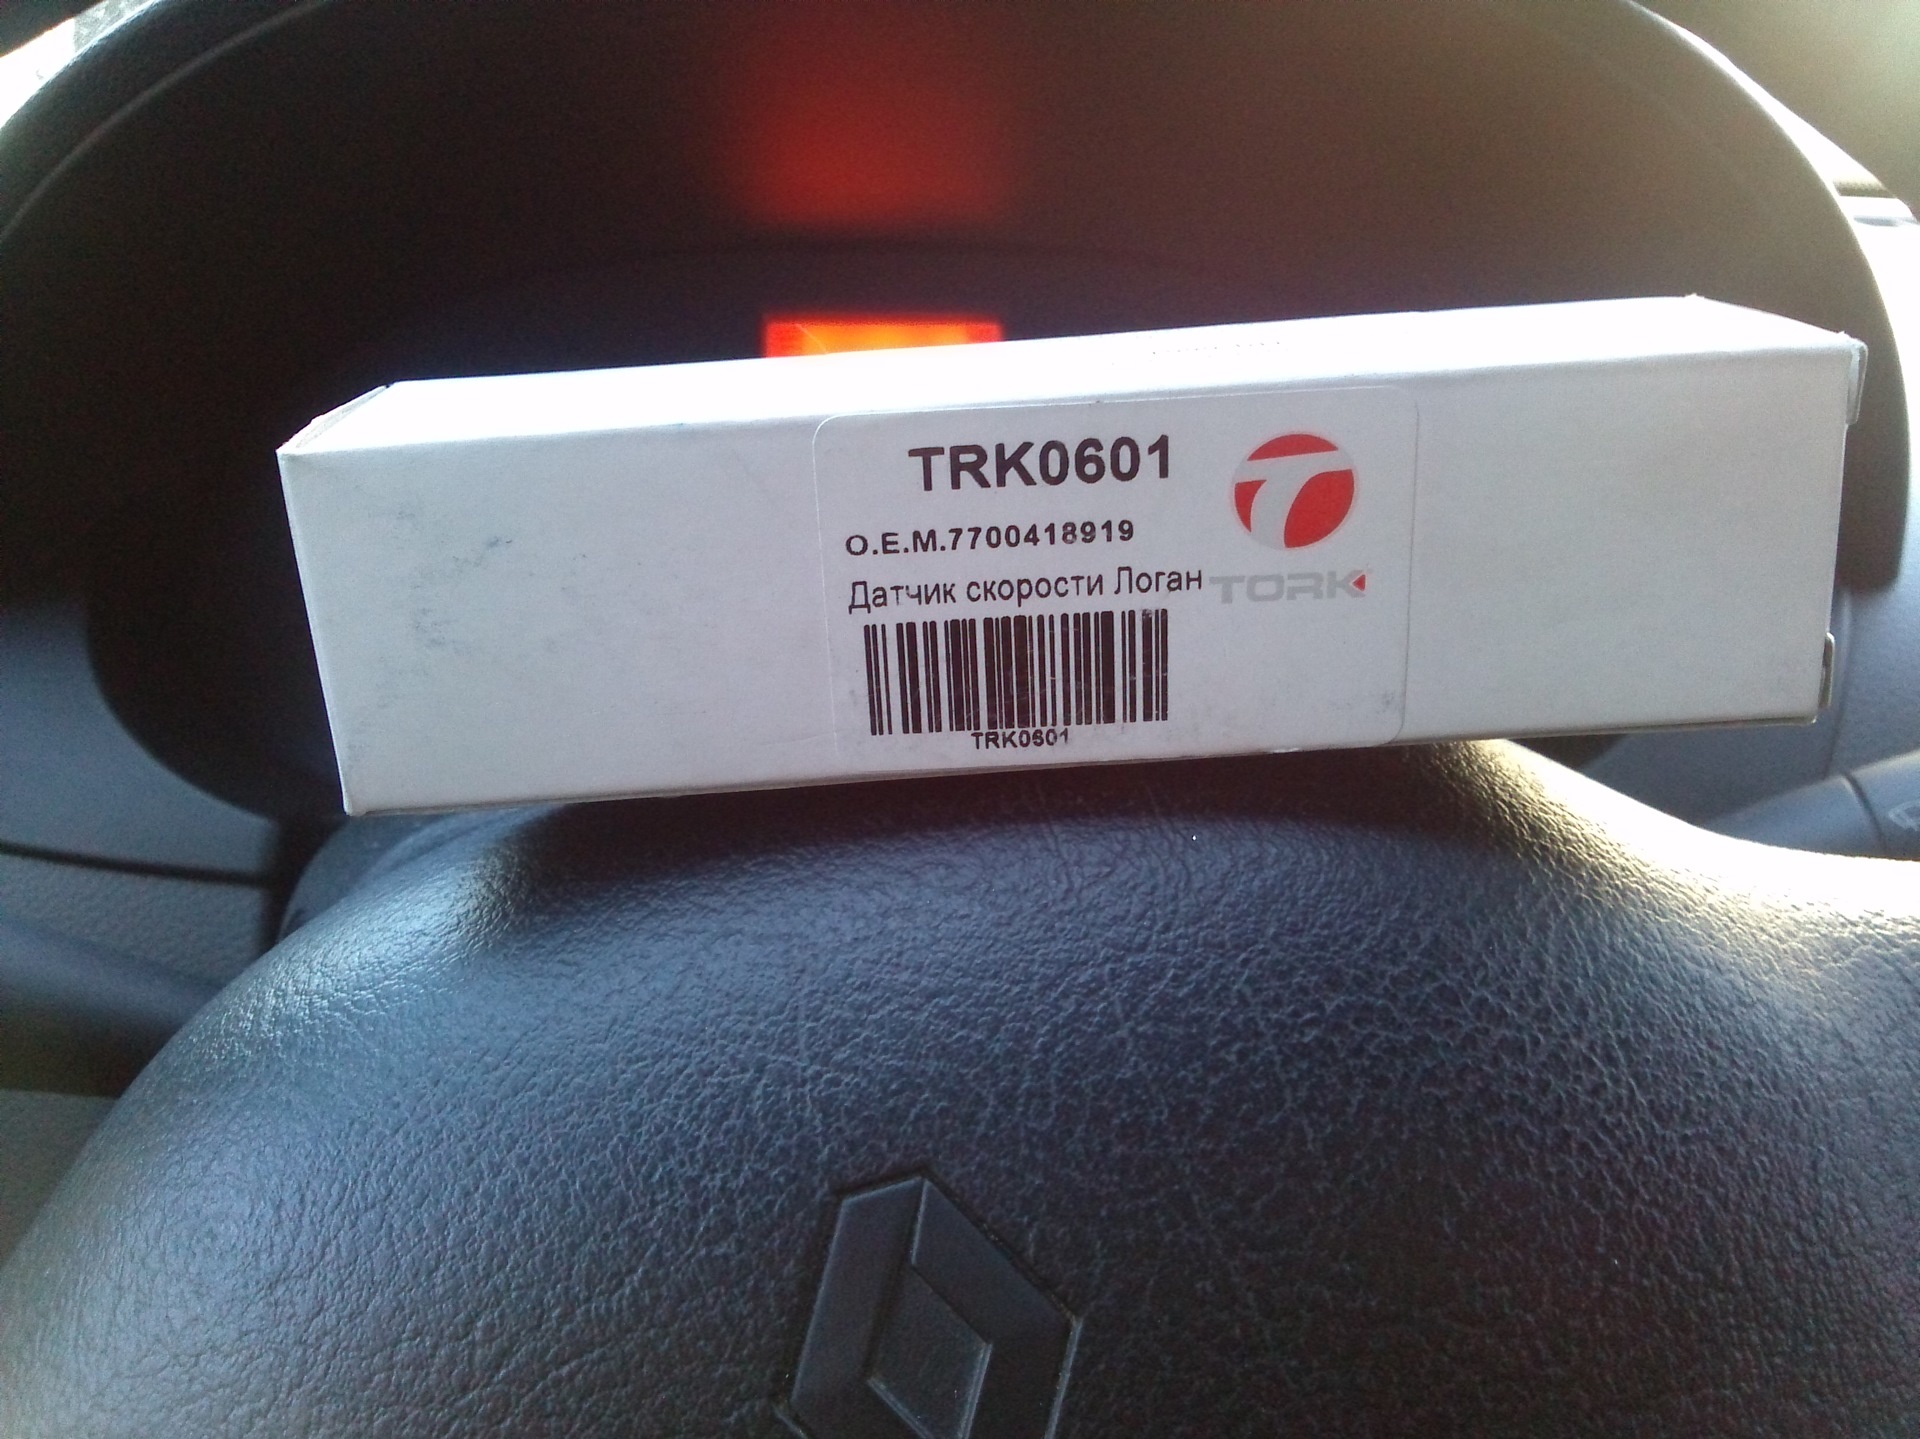 TRK0601
O.E.M.7700418919
Датчик скорости Логан
TORK
TRK0601